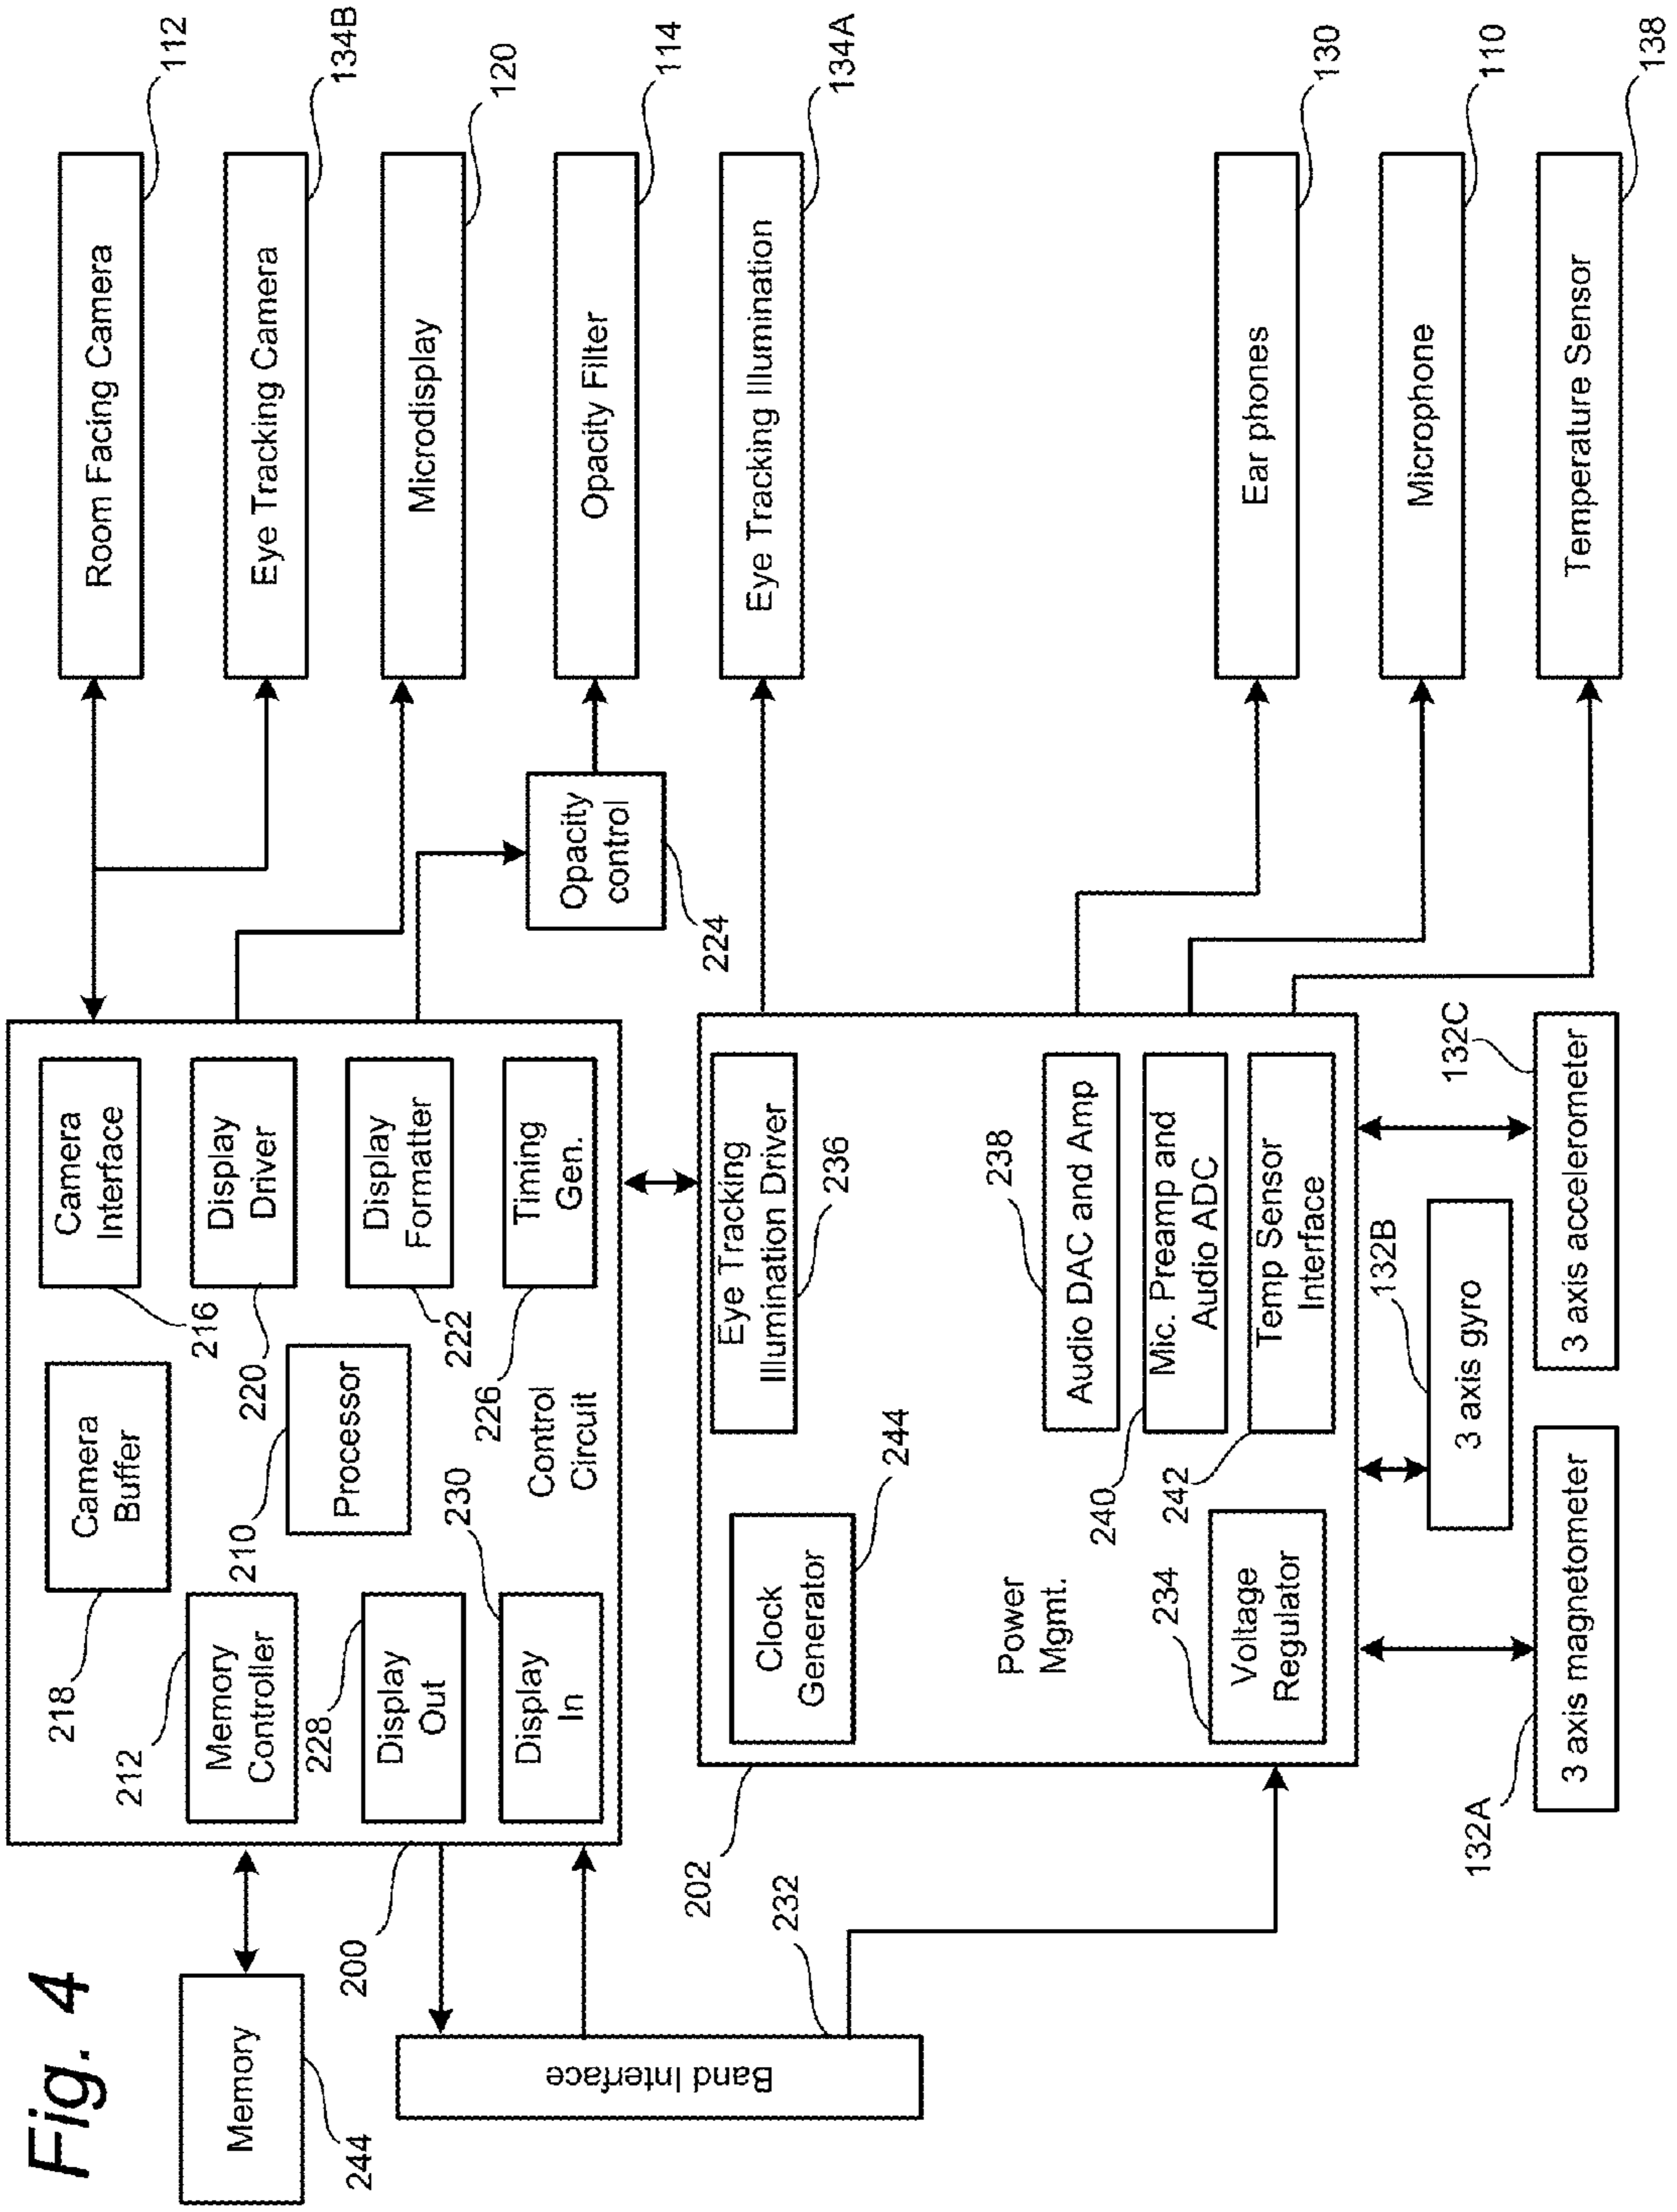 Fig. 4
Room Facing Camera
112
Eye Tracking Camera
134B
Microdisplay
120
Opacity Filter
114
Eye Tracking Illumination
134A
Ear phones
130
Microphone
110
Temperature Sensor
138
Opacity
control
224
Memory
244
Camera
Buffer
218
Camera
Interface
216
Memory
Controller
212
Processor
210
Display
Driver
220
Display
Out
228
Display
Formatter
222
Display
In
230
Control
Circuit
Timing
Gen.
226
200
Band Interface
232
202
Clock
Generator
244
Eye Tracking
Illumination Driver
236
Power
Mgmt.
Audio DAC and Amp
238
Mic. Preamp and
Audio ADC
240
Voltage
Regulator
234
Temp Sensor
Interface
242
3 axis magnetometer
132A
3 axis gyro
132B
3 axis accelerometer
132C